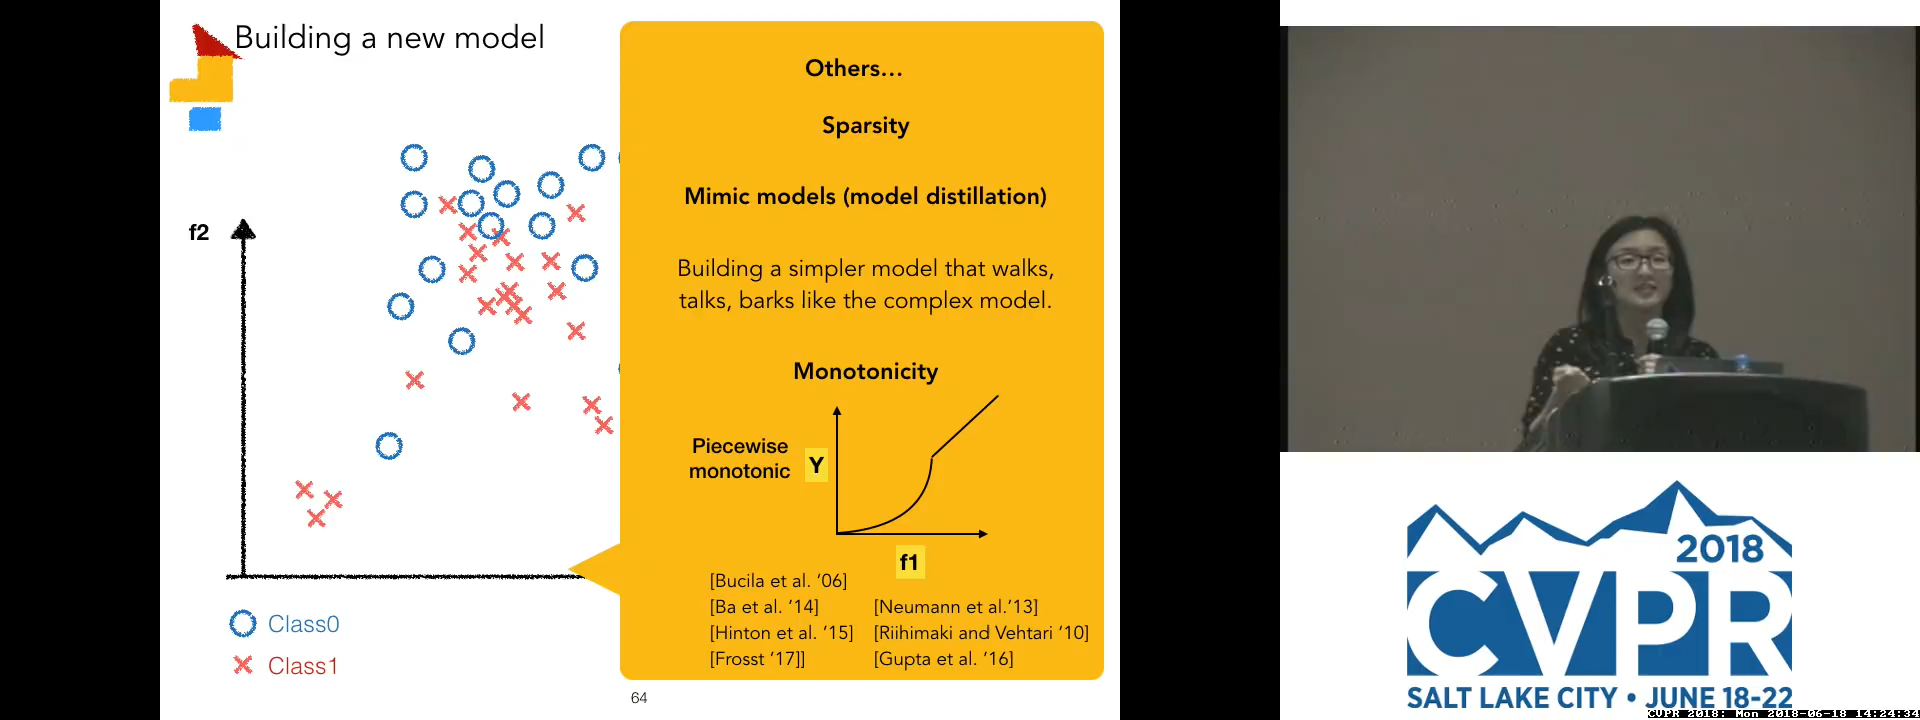 Building a new model
f2
Class0
Class1
Others...
Sparsity
Mimic models (model distillation)
Building a simpler model that walks,
talks, barks like the complex model.
Monotonicity
Piecewise
monotonic
Y
f1
[Bucila et al. ’06]
[Ba et al. ’14]
[Hinton et al. ’15]
[Frosst ’17]]
[Neumann et al.’13]
[Riihimaki and Vehtari ’10]
[Gupta et al. ’16]
64
2018
CVPR
SALT LAKE CITY • JUNE 18-22
CVPR 2018: Mon 2018-06-18 14:24:34